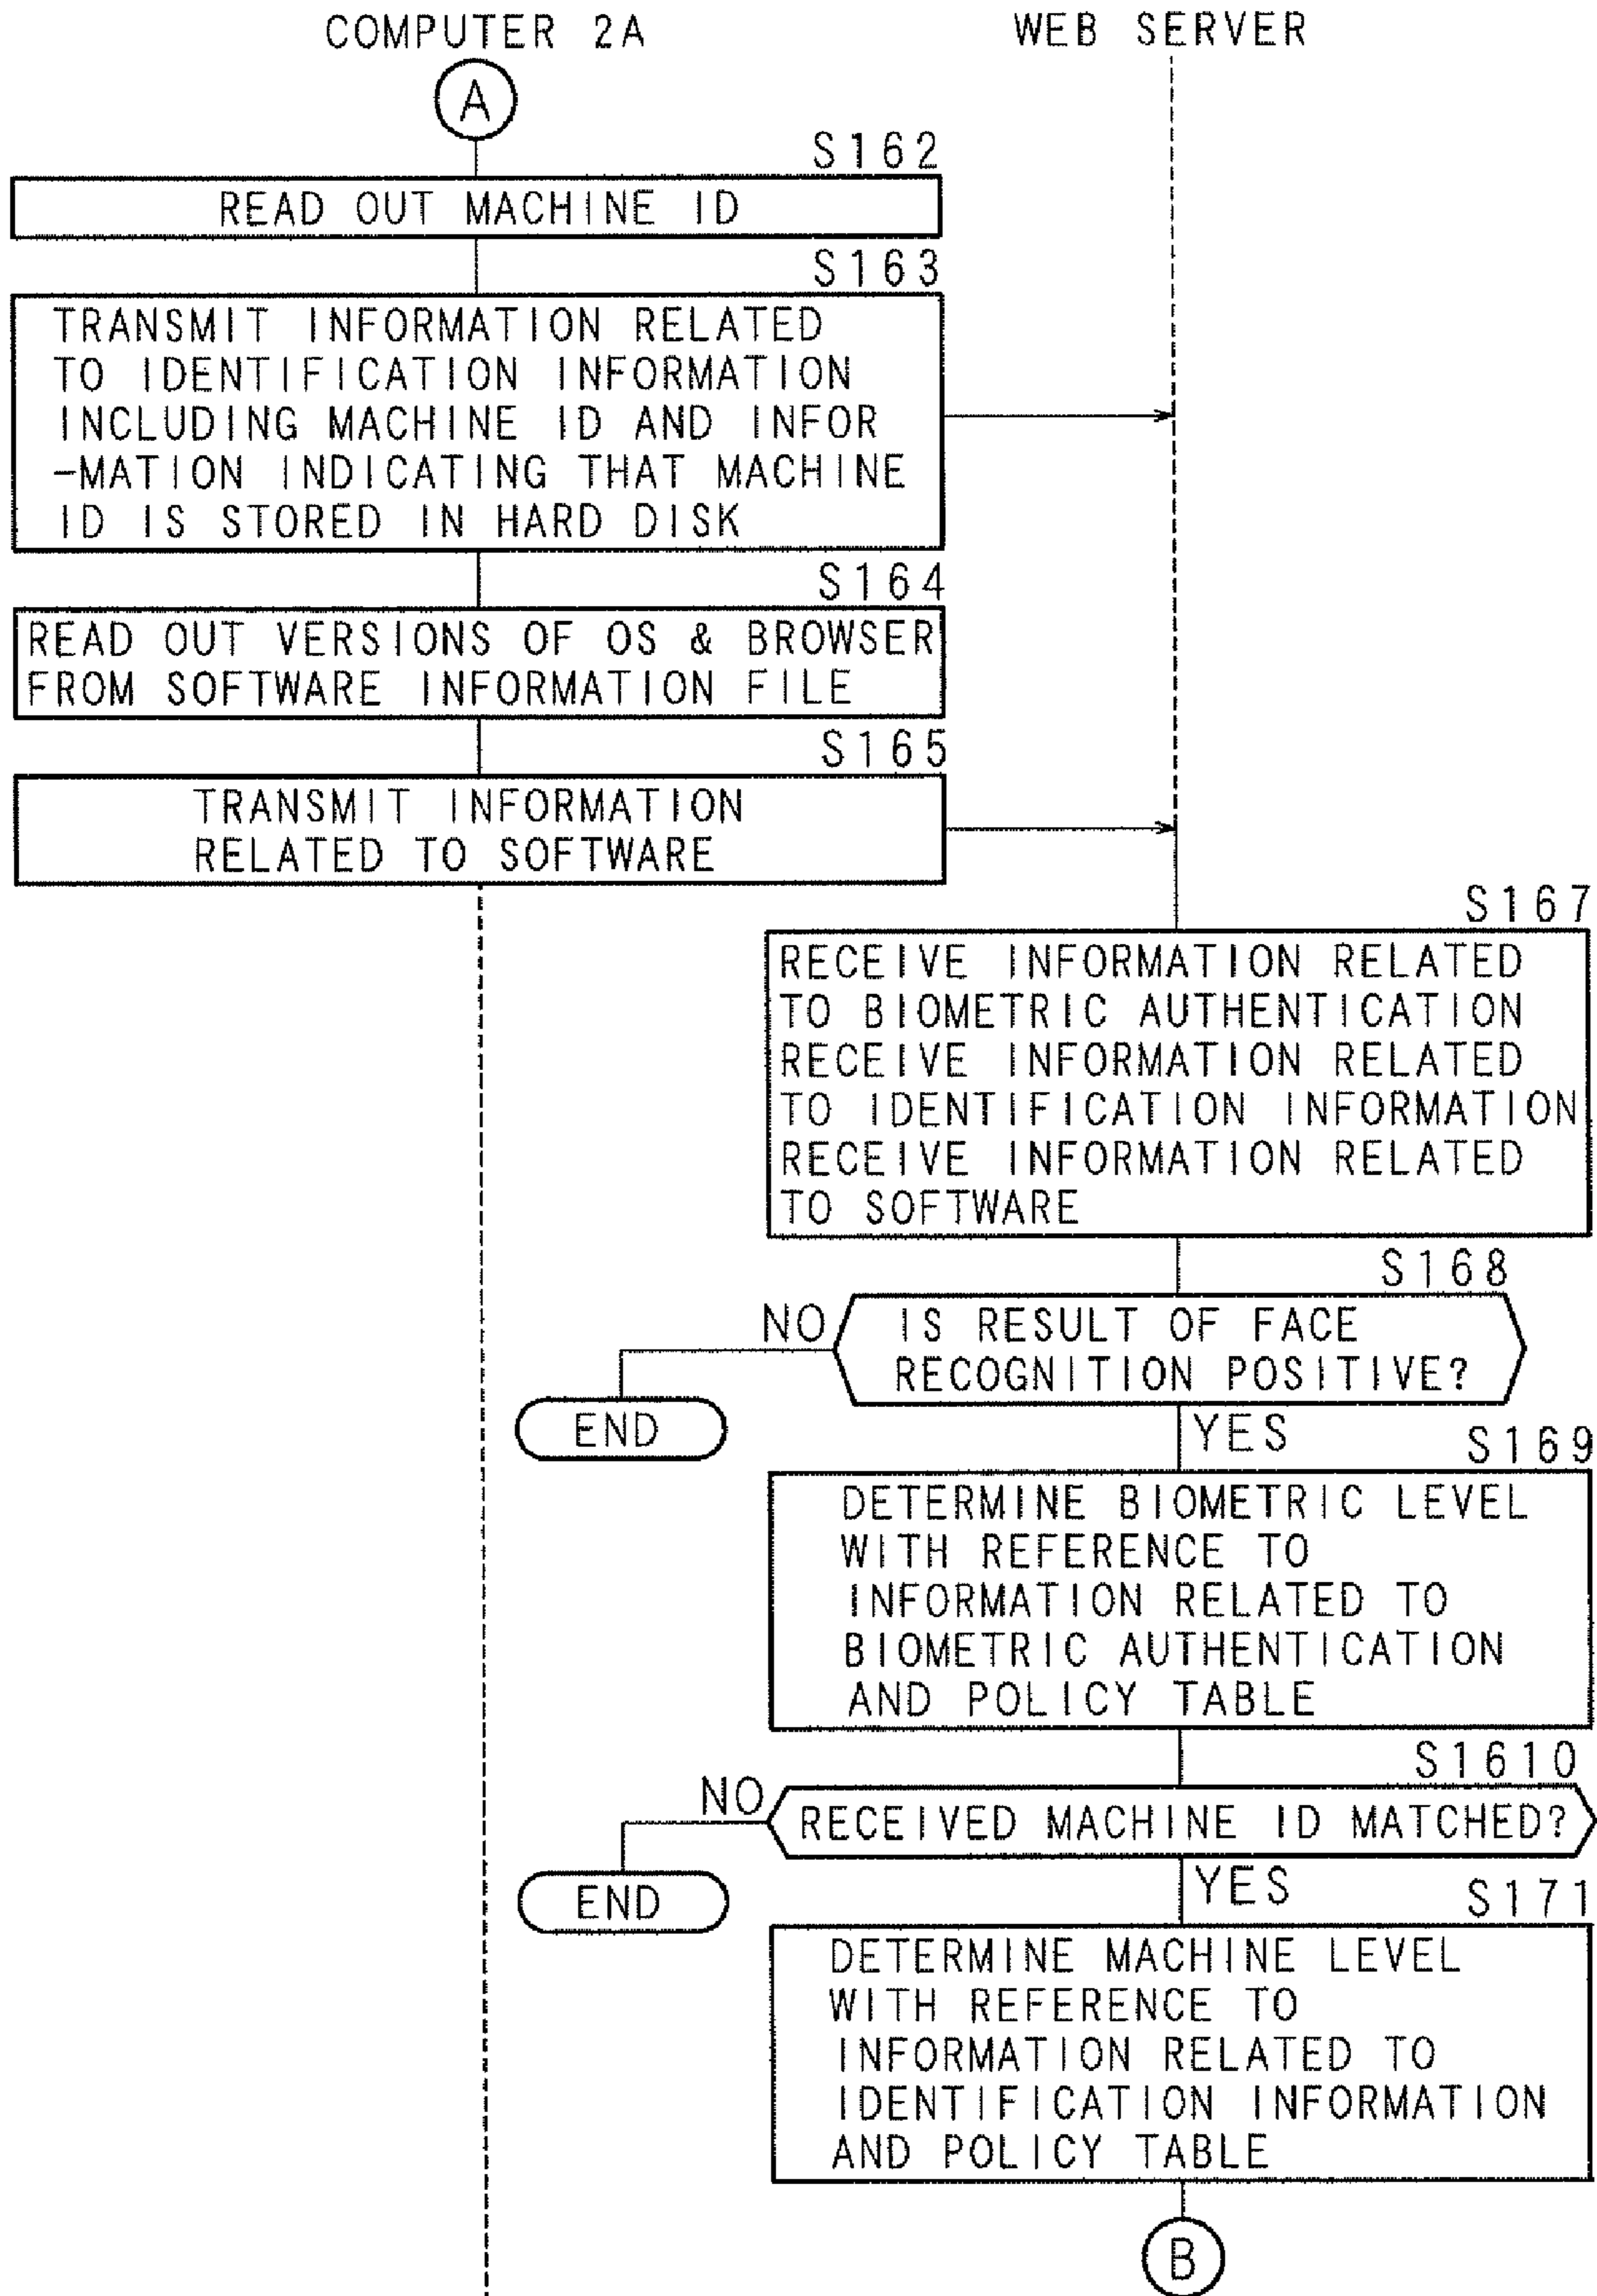 COMPUTER 2A
WEB SERVER
A
S162
READ OUT MACHINE ID
S163
TRANSMIT INFORMATION RELATED
TO IDENTIFICATION INFORMATION
INCLUDING MACHINE ID AND INFOR
-MATION INDICATING THAT MACHINE
ID IS STORED IN HARD DISK
S164
READ OUT VERSIONS OF OS & BROWSER
FROM SOFTWARE INFORMATION FILE
S165
TRANSMIT INFORMATION
RELATED TO SOFTWARE
S167
RECEIVE INFORMATION RELATED
TO BIOMETRIC AUTHENTICATION
RECEIVE INFORMATION RELATED
TO IDENTIFICATION INFORMATION
RECEIVE INFORMATION RELATED
TO SOFTWARE
S168
NO
IS RESULT OF FACE
RECOGNITION POSITIVE?
END
YES
S169
DETERMINE BIOMETRIC LEVEL
WITH REFERENCE TO
INFORMATION RELATED TO
BIOMETRIC AUTHENTICATION
AND POLICY TABLE
S1610
NO
RECEIVED MACHINE ID MATCHED?
END
YES
S171
DETERMINE MACHINE LEVEL
WITH REFERENCE TO
INFORMATION RELATED TO
IDENTIFICATION INFORMATION
AND POLICY TABLE
B